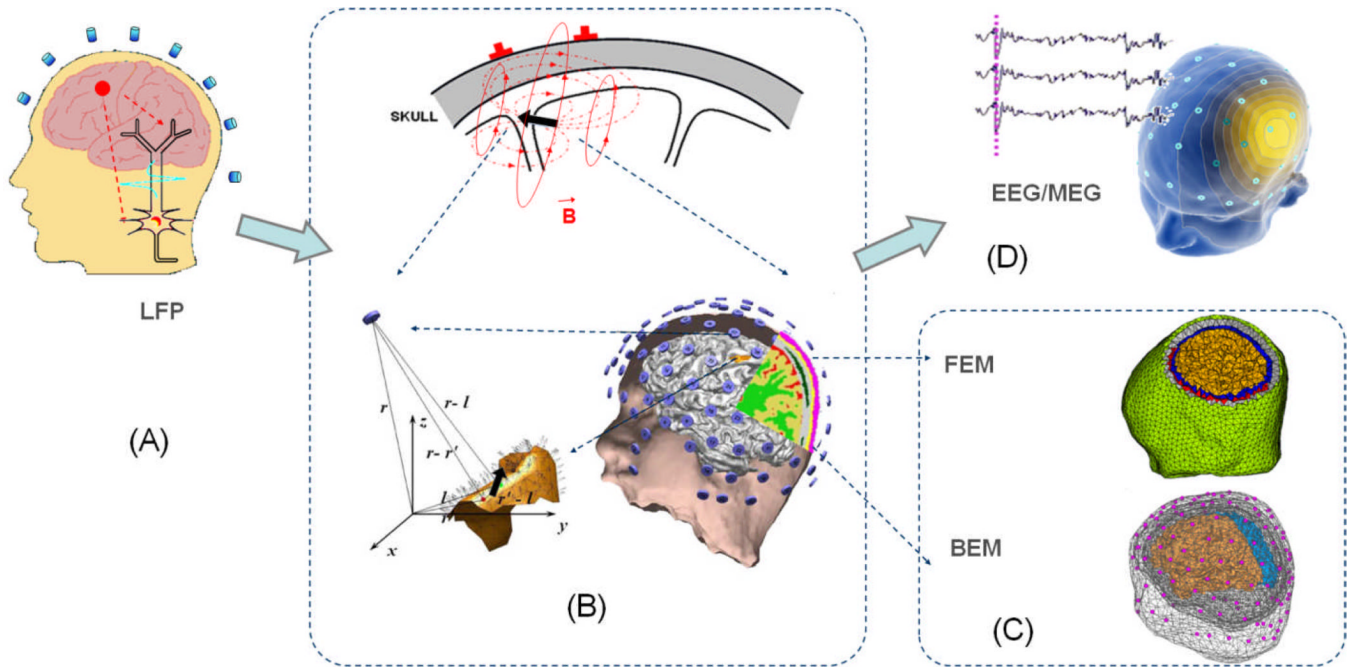 LFP
(A)
SKULL
B
r
r- l
z
r- r'
l
r' - l
x
y
(B)
EEG/MEG
(D)
FEM
BEM
(C)